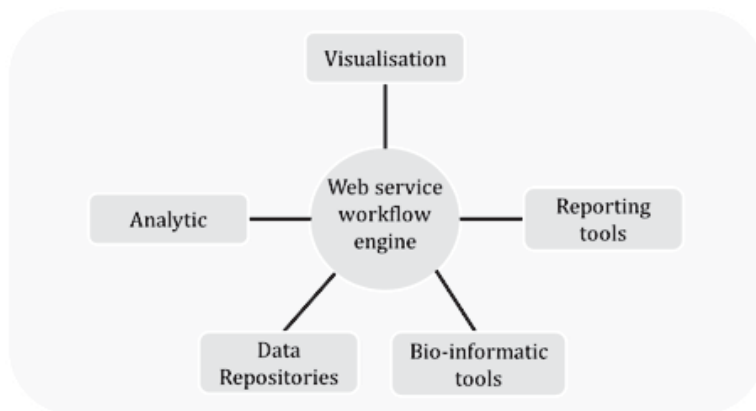 Visualisation
Web service
workflow
engine
Analytic
Reporting
tools
Data
Repositories
Bio-informatic
tools